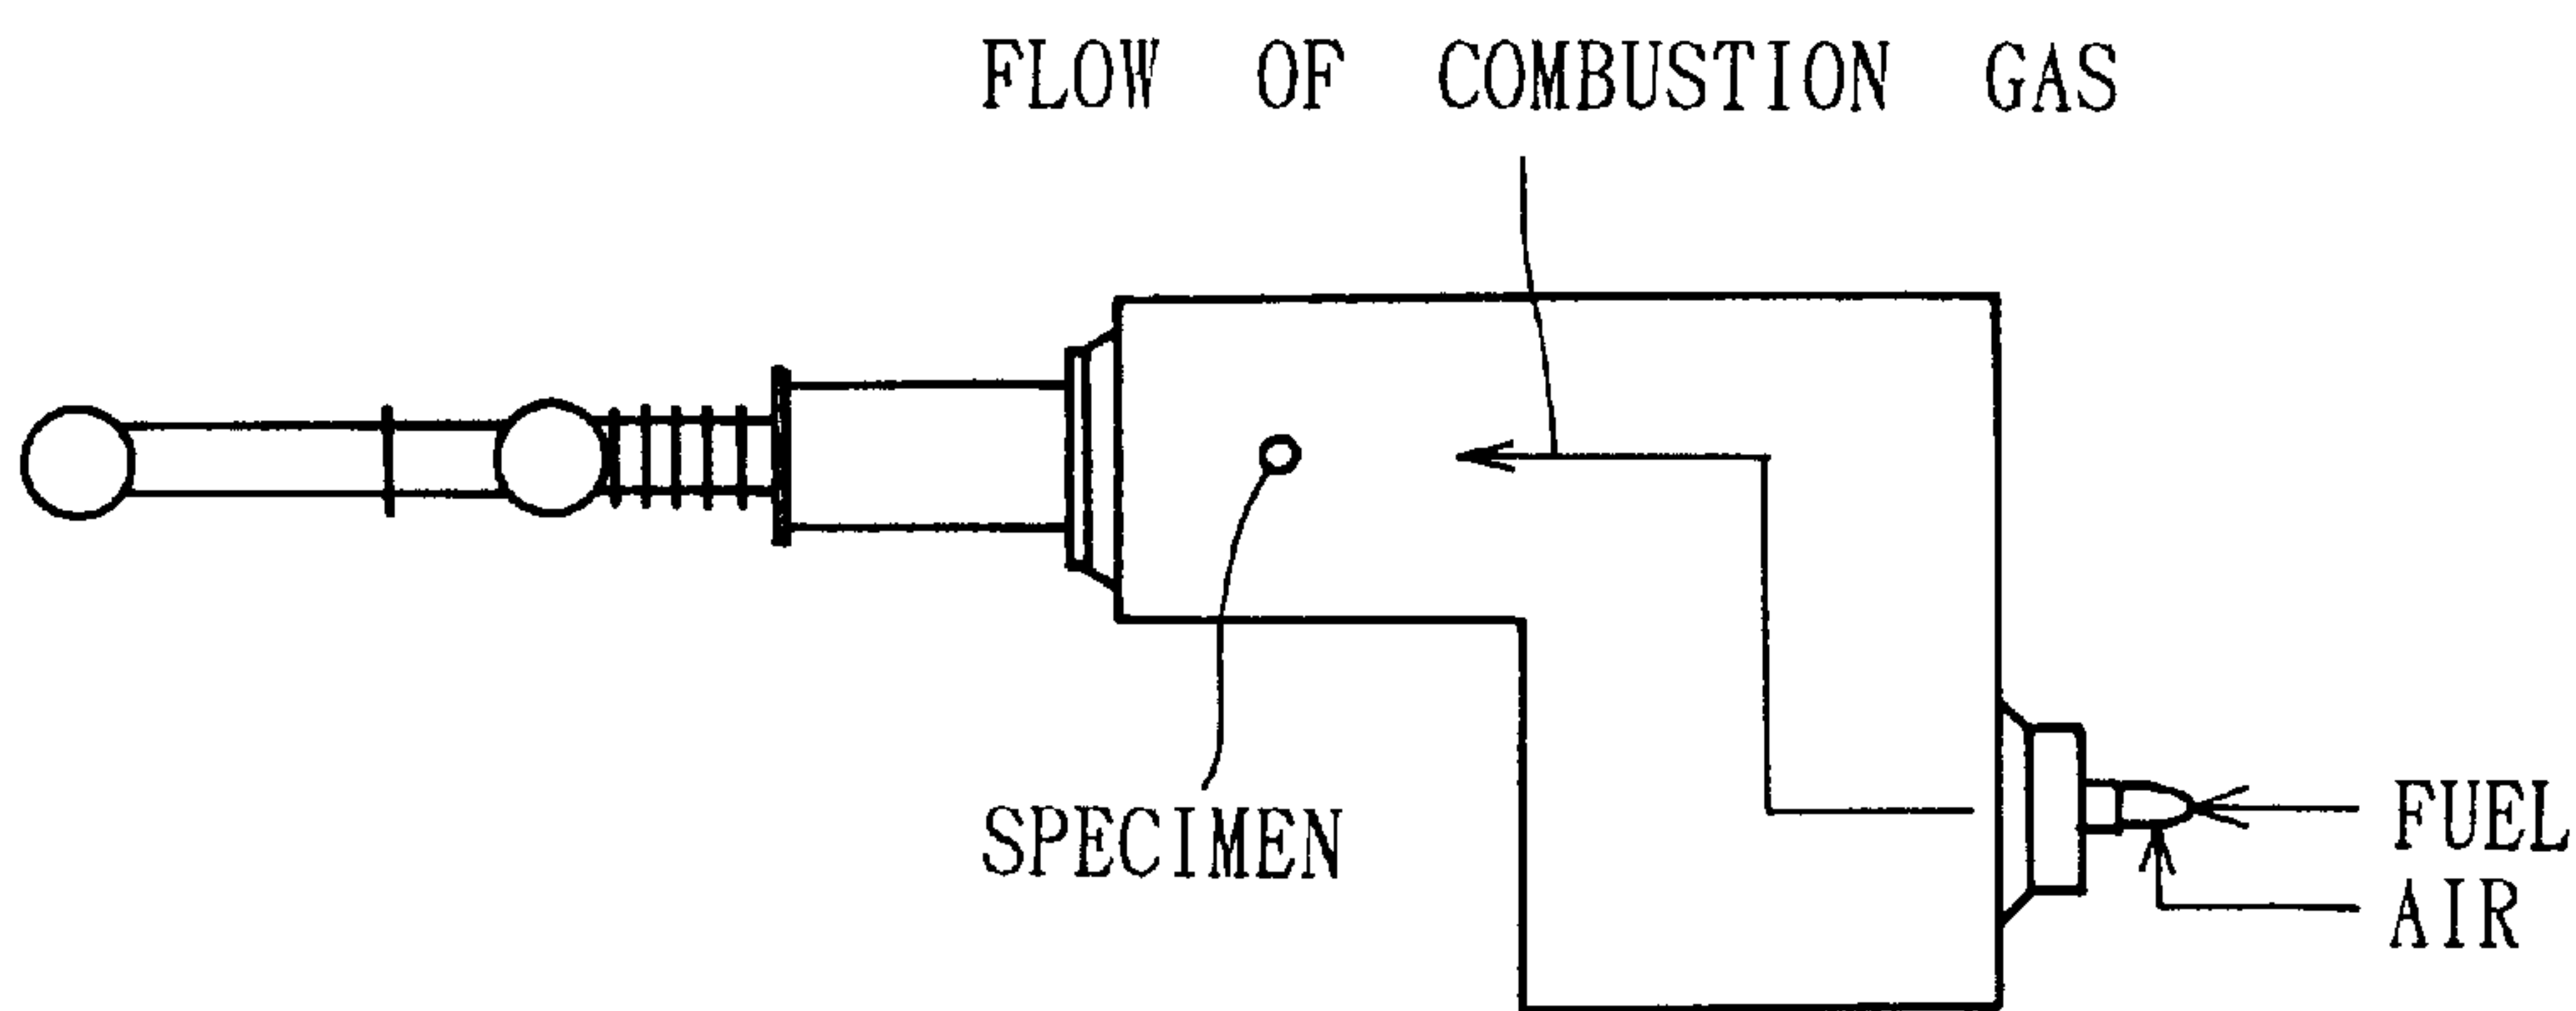 FLOW OF COMBUSTION GAS
SPECIMEN
FUEL
AIR